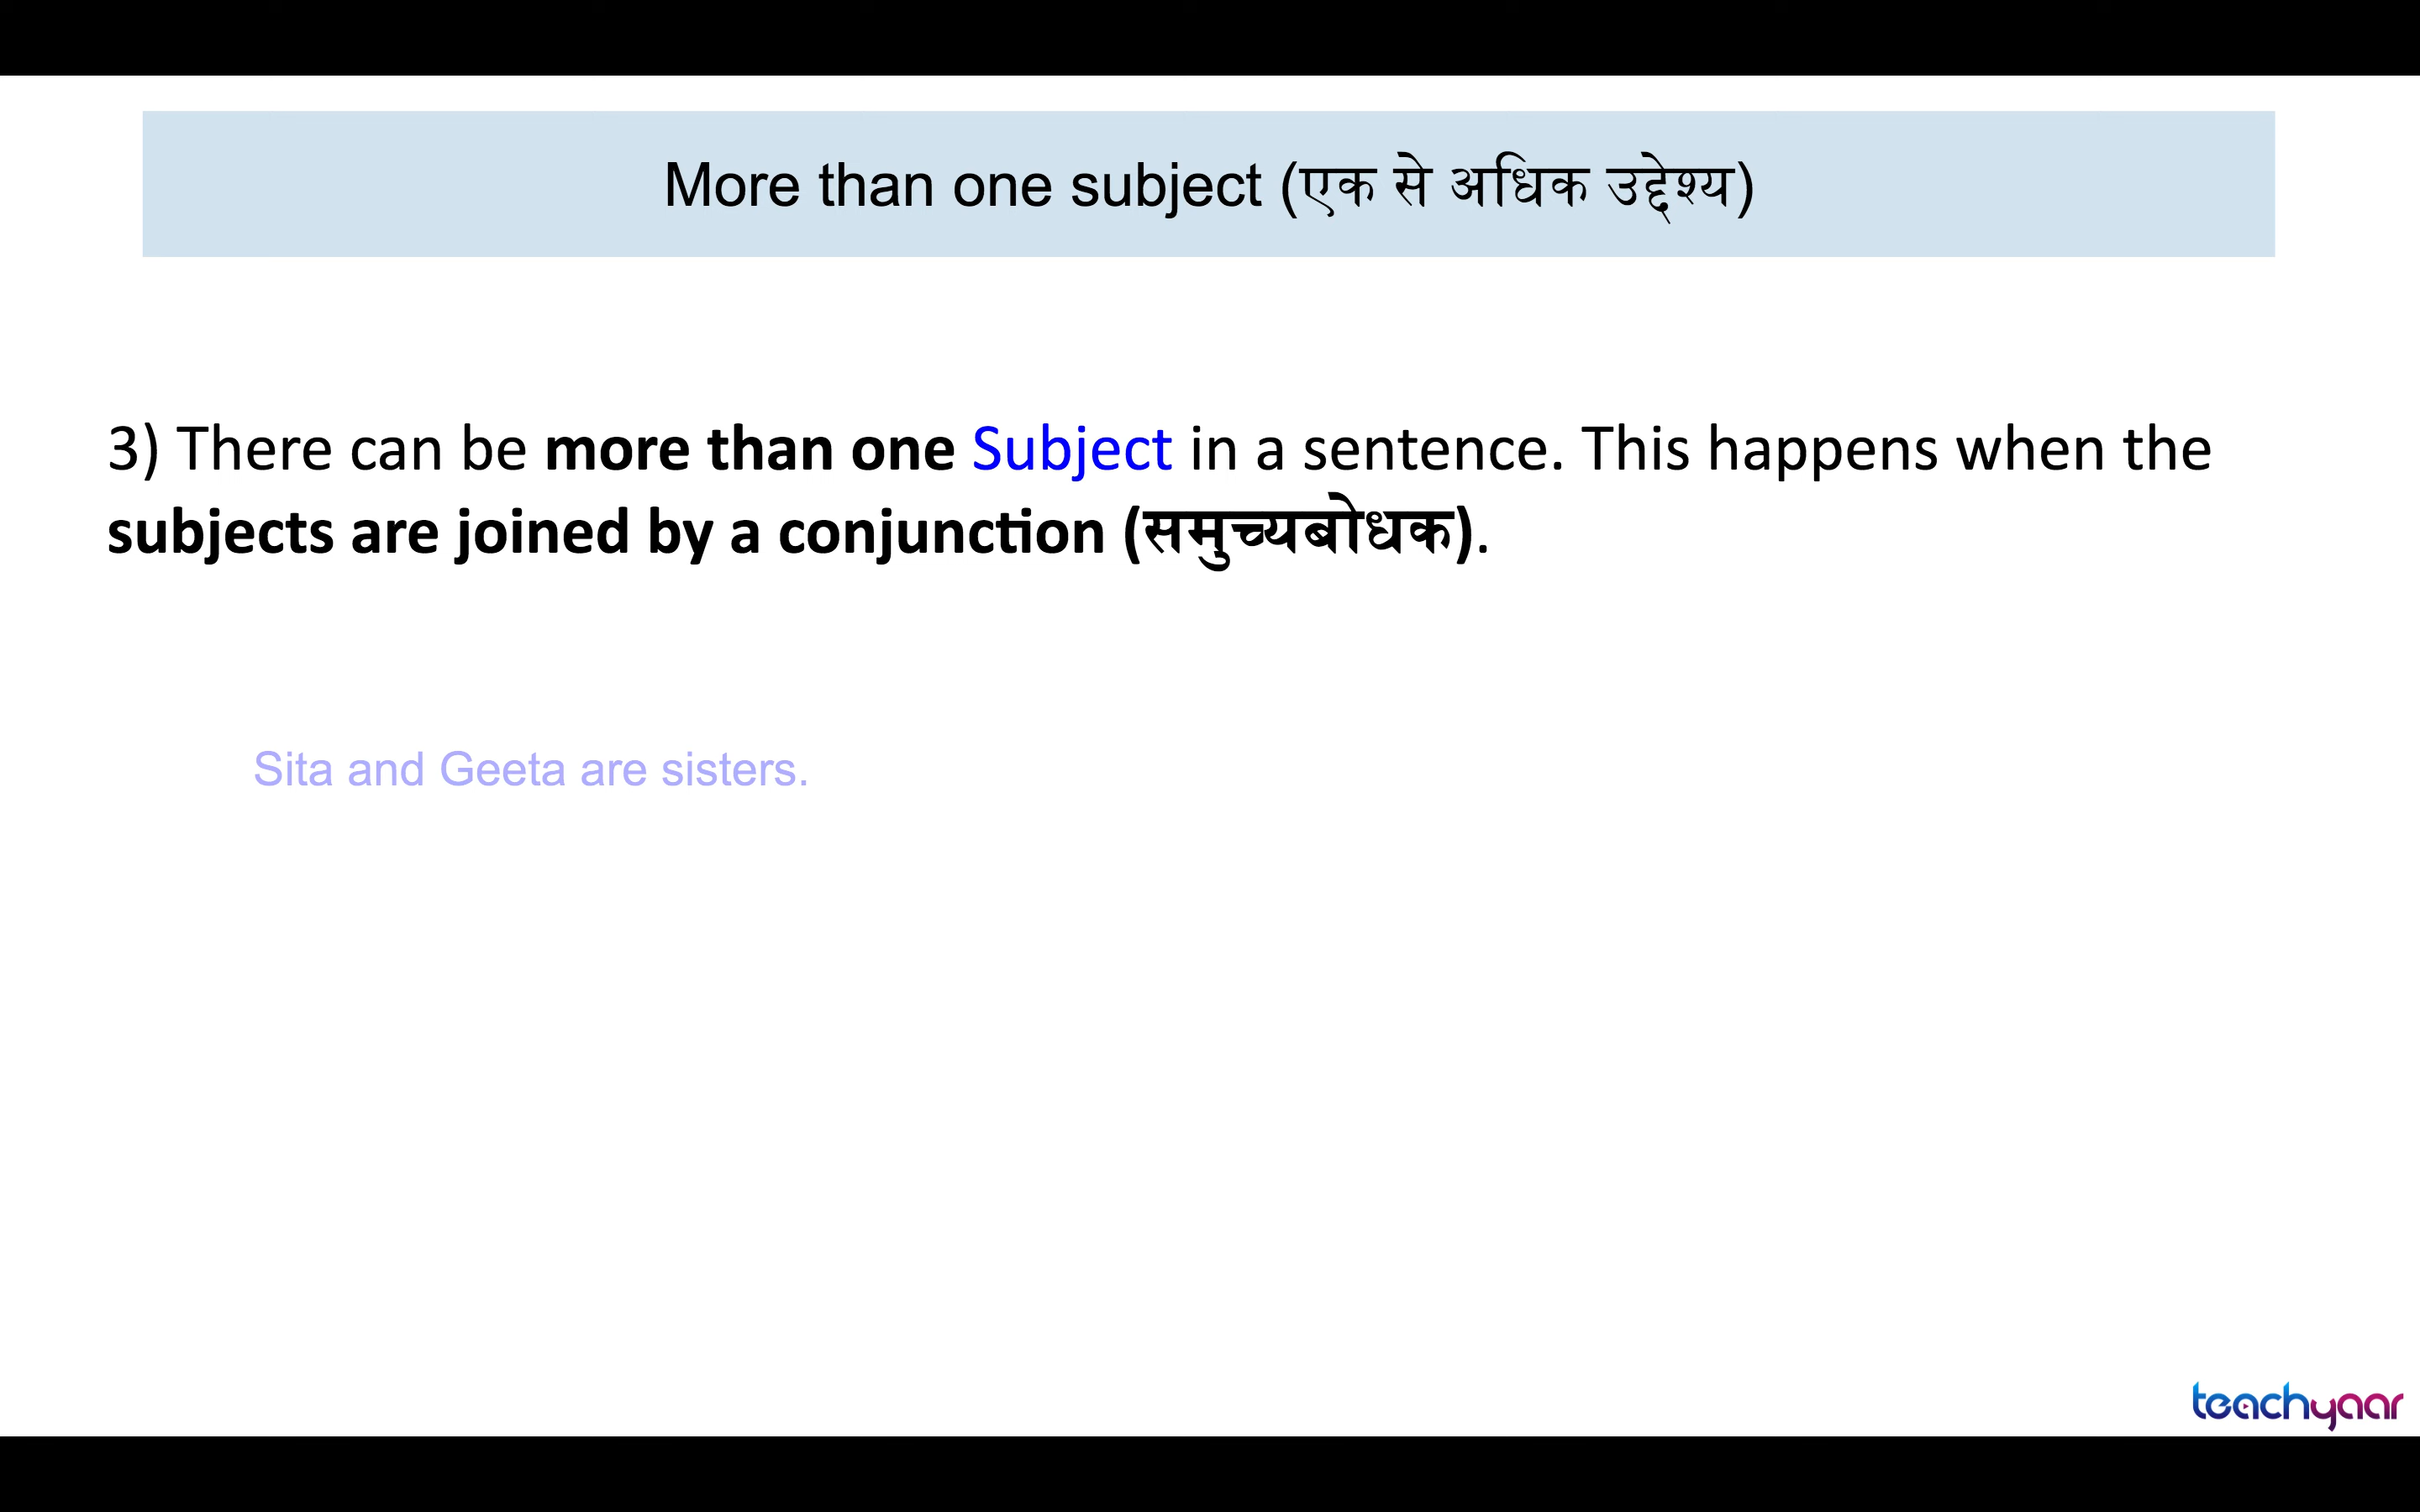 More than one subject (एक से अधिक उद्देश्य)
3) There can be more than one Subject in a sentence. This happens when the
subjects are joined by a conjunction (समुच्यबोधक).
Sita and Geeta are sisters.
teachyaar